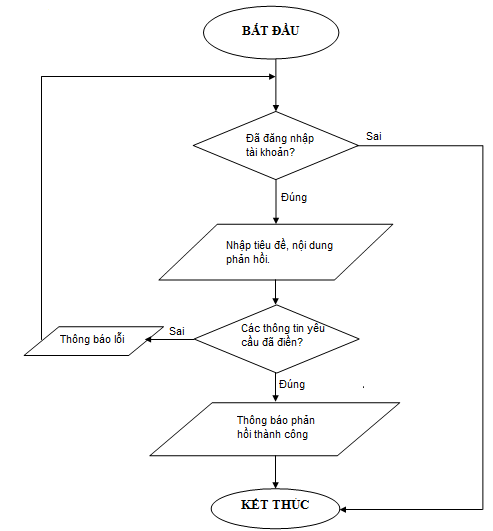 BẮT ĐẦU
Đã đăng nhập
tài khoản?
Sai
Đúng
Nhập tiêu đề, nội dung
phản hồi.
Các thông tin yêu
cầu đã điền?
Sai
Thông báo lỗi
Đúng
Thông báo phản
hồi thành công
KẾT THÚC